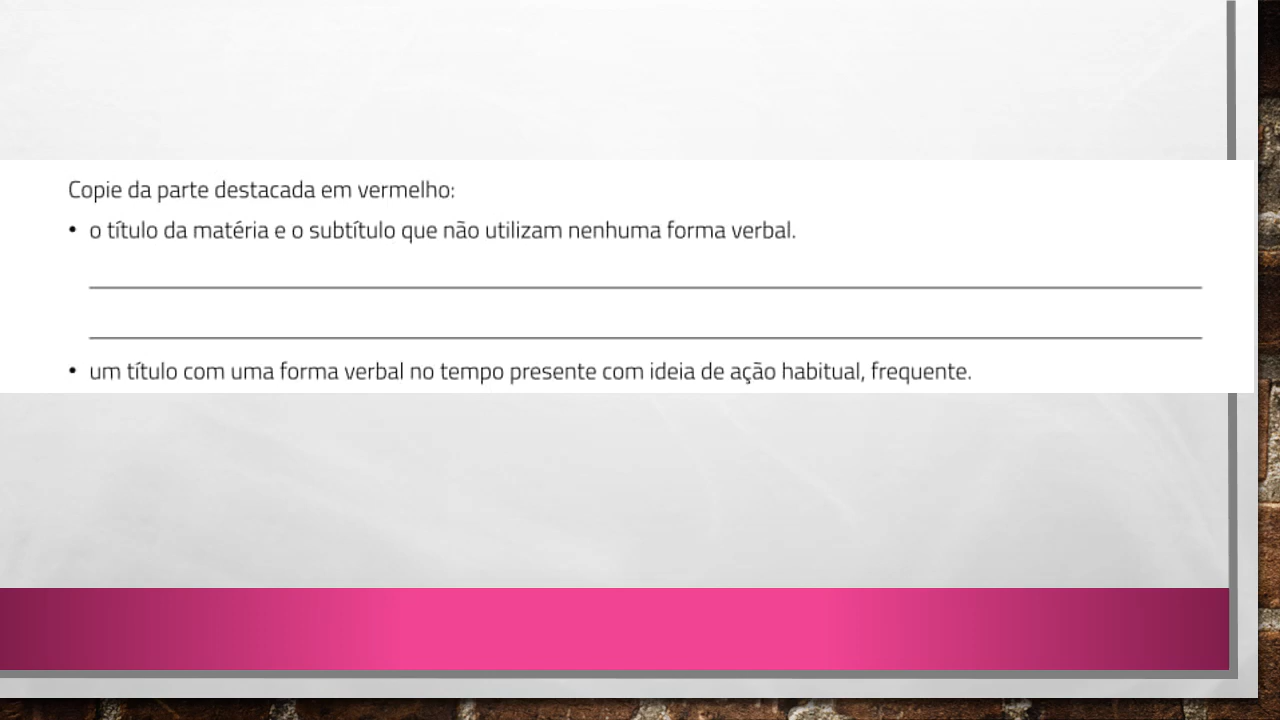 Copie da parte destacada em vermelho:
• o título da matéria e o subtítulo que não utilizam nenhuma forma verbal.
• um título com uma forma verbal no tempo presente com ideia de ação habitual, frequente.